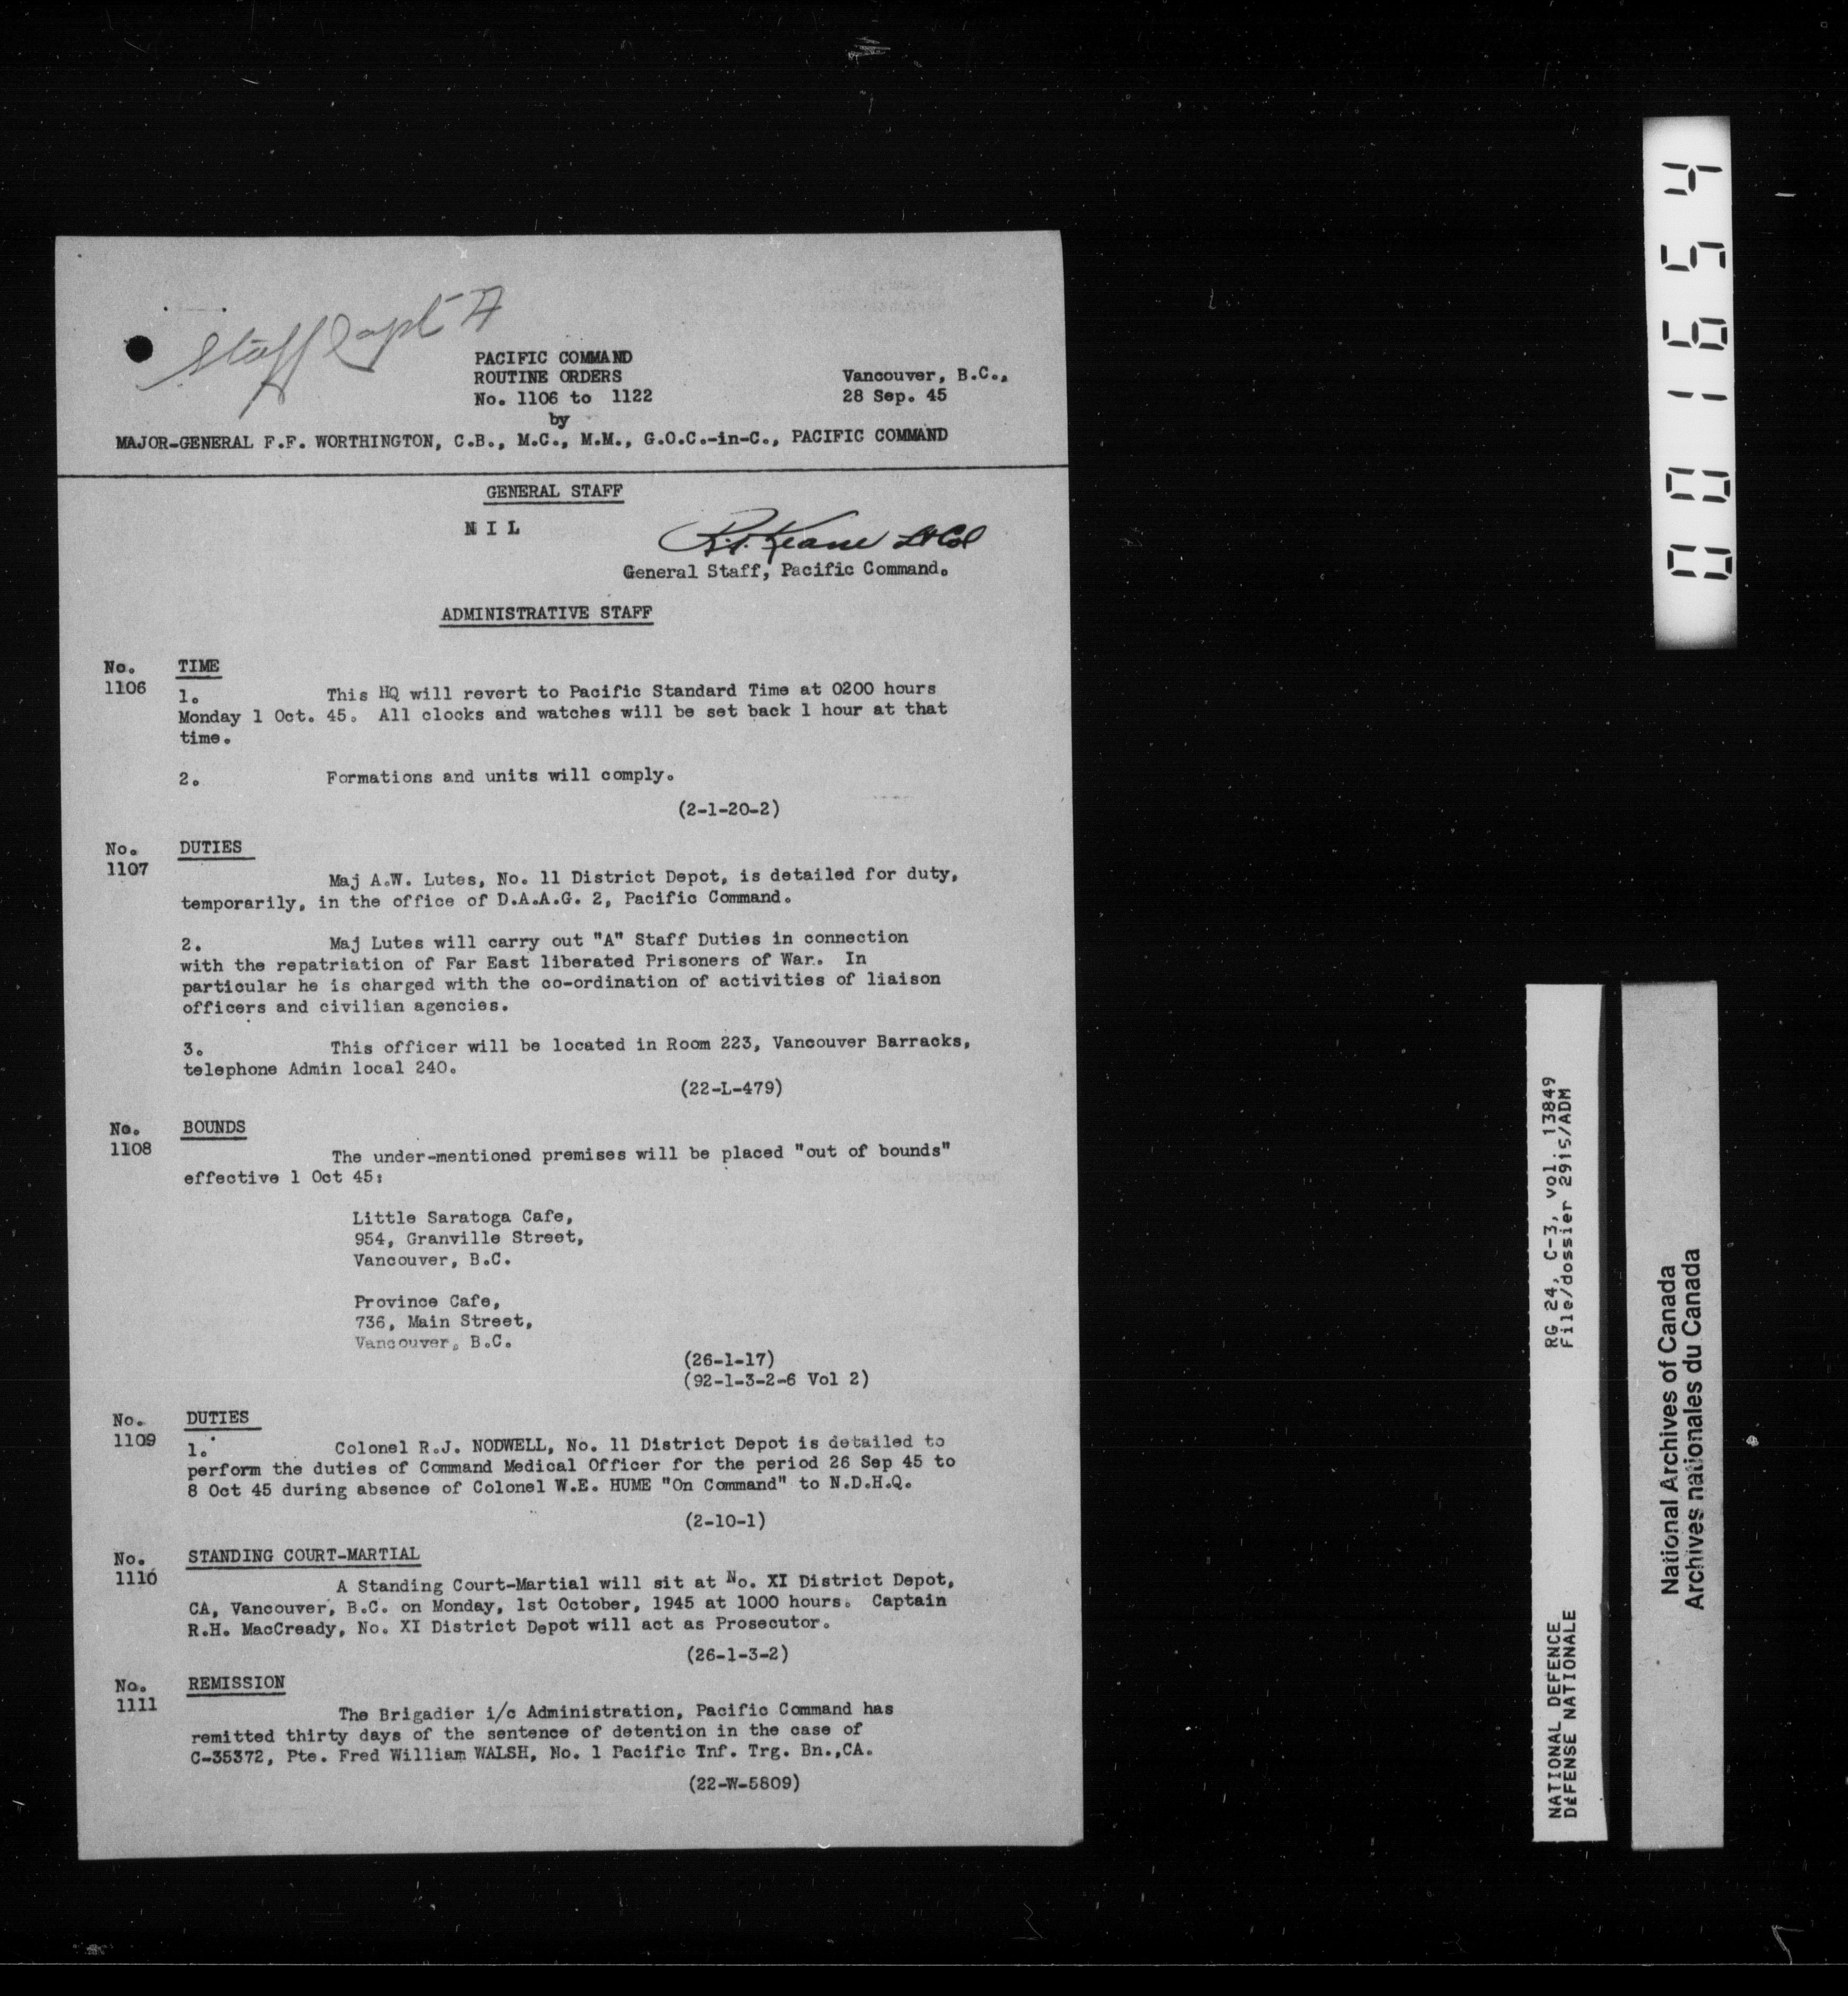 Staff Capt A
PACIFIC COMMAND
ROUTINE ORDERS
No. 1106 to 1122
Vancouver, B.C.,
28 Sep. 45
by
MAJOR-GENERAL F.F. WORTHINGTON, C.B., M.C., M.M., G.O.C.-in-C., PACIFIC COMMAND
GENERAL STAFF
N I L
Keane Lt Col
General Staff, Pacific Command.
ADMINISTRATIVE STAFF
No. TIME
1106
1. This HQ will revert to Pacific Standard Time at 0200 hours
Monday 1 Oct. 45. All clocks and watches will be set back 1 hour at that
time.
2. Formations and units will comply.
(2-1-20-2)
No. DUTIES
1107
Maj A.W. Lutes, No. 11 District Depot, is detailed for duty,
temporarily, in the office of D.A.A.G. 2, Pacific Command.
2. Maj Lutes will carry out "A" Staff Duties in connection
with the repatriation of Far East liberated Prisoners of War. In
particular he is charged with the co-ordination of activities of liaison
officers and civilian agencies.
3. This officer will be located in Room 223, Vancouver Barracks,
telephone Admin local 240.
(22-L-479)
No. BOUNDS
1108
The under-mentioned premises will be placed "out of bounds"
effective 1 Oct 45:
Little Saratoga Cafe,
954, Granville Street,
Vancouver, B.C.
Province Cafe,
736, Main Street,
Vancouver, B.C.
(26-1-17)
(92-1-3-2-6 Vol 2)
No. DUTIES
1109
1. Colonel R.J. NODWELL, No. 11 District Depot is detailed to
perform the duties of Command Medical Officer for the period 26 Sep 45 to
8 Oct 45 during absence of Colonel W.E. HUME "On Command" to N.D.H.Q.
(2-10-1)
No. STANDING COURT-MARTIAL
1110
A Standing Court-Martial will sit at No. XI District Depot,
CA, Vancouver, B.C. on Monday, 1st October, 1945 at 1000 hours. Captain
R.H. MacCready, No. XI District Depot will act as Prosecutor.
(26-1-3-2)
No. REMISSION
1111
The Brigadier i/c Administration, Pacific Command has
remitted thirty days of the sentence of detention in the case of
C-35372, Pte. Fred William WALSH, No. 1 Pacific Tnf. Trg. Bn.,CA.
(22-W-5809)
001654
NATIONAL DEFENCE RG 24, C-3, vol. 13849
DÉFENSE NATIONALE File/dossier 2915/ADM
National Archives of Canada
Archives nationales du Canada